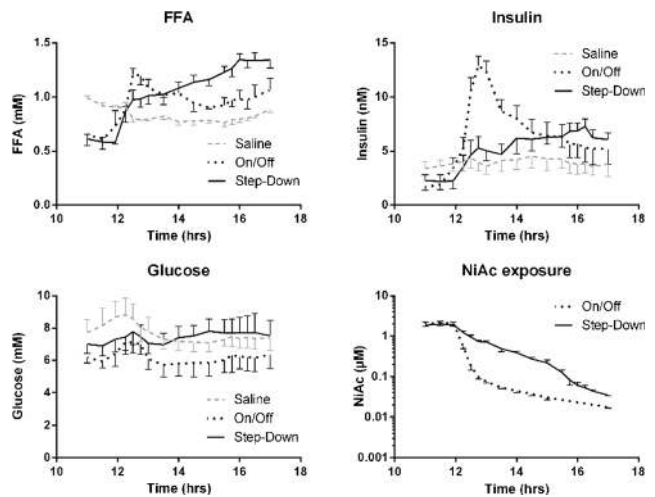 FFA
FFA (mM)
1.5
1.0
0.5
0.0
10 12 14 16 18
Time (hrs)
Saline
On/Off
Step-Down
Insulin
Insulin (nM)
15
10
5
0
10 12 14 16 18
Time (hrs)
Saline
On/Off
Step-Down
Glucose
Glucose (mM)
10
8
6
4
2
0
10 12 14 16 18
Time (hrs)
Saline
On/Off
Step-Down
NiAc exposure
NiAc (µM)
10
1
0.1
0.01
0.001
10 12 14 16 18
Time (hrs)
On/Off
Step-Down